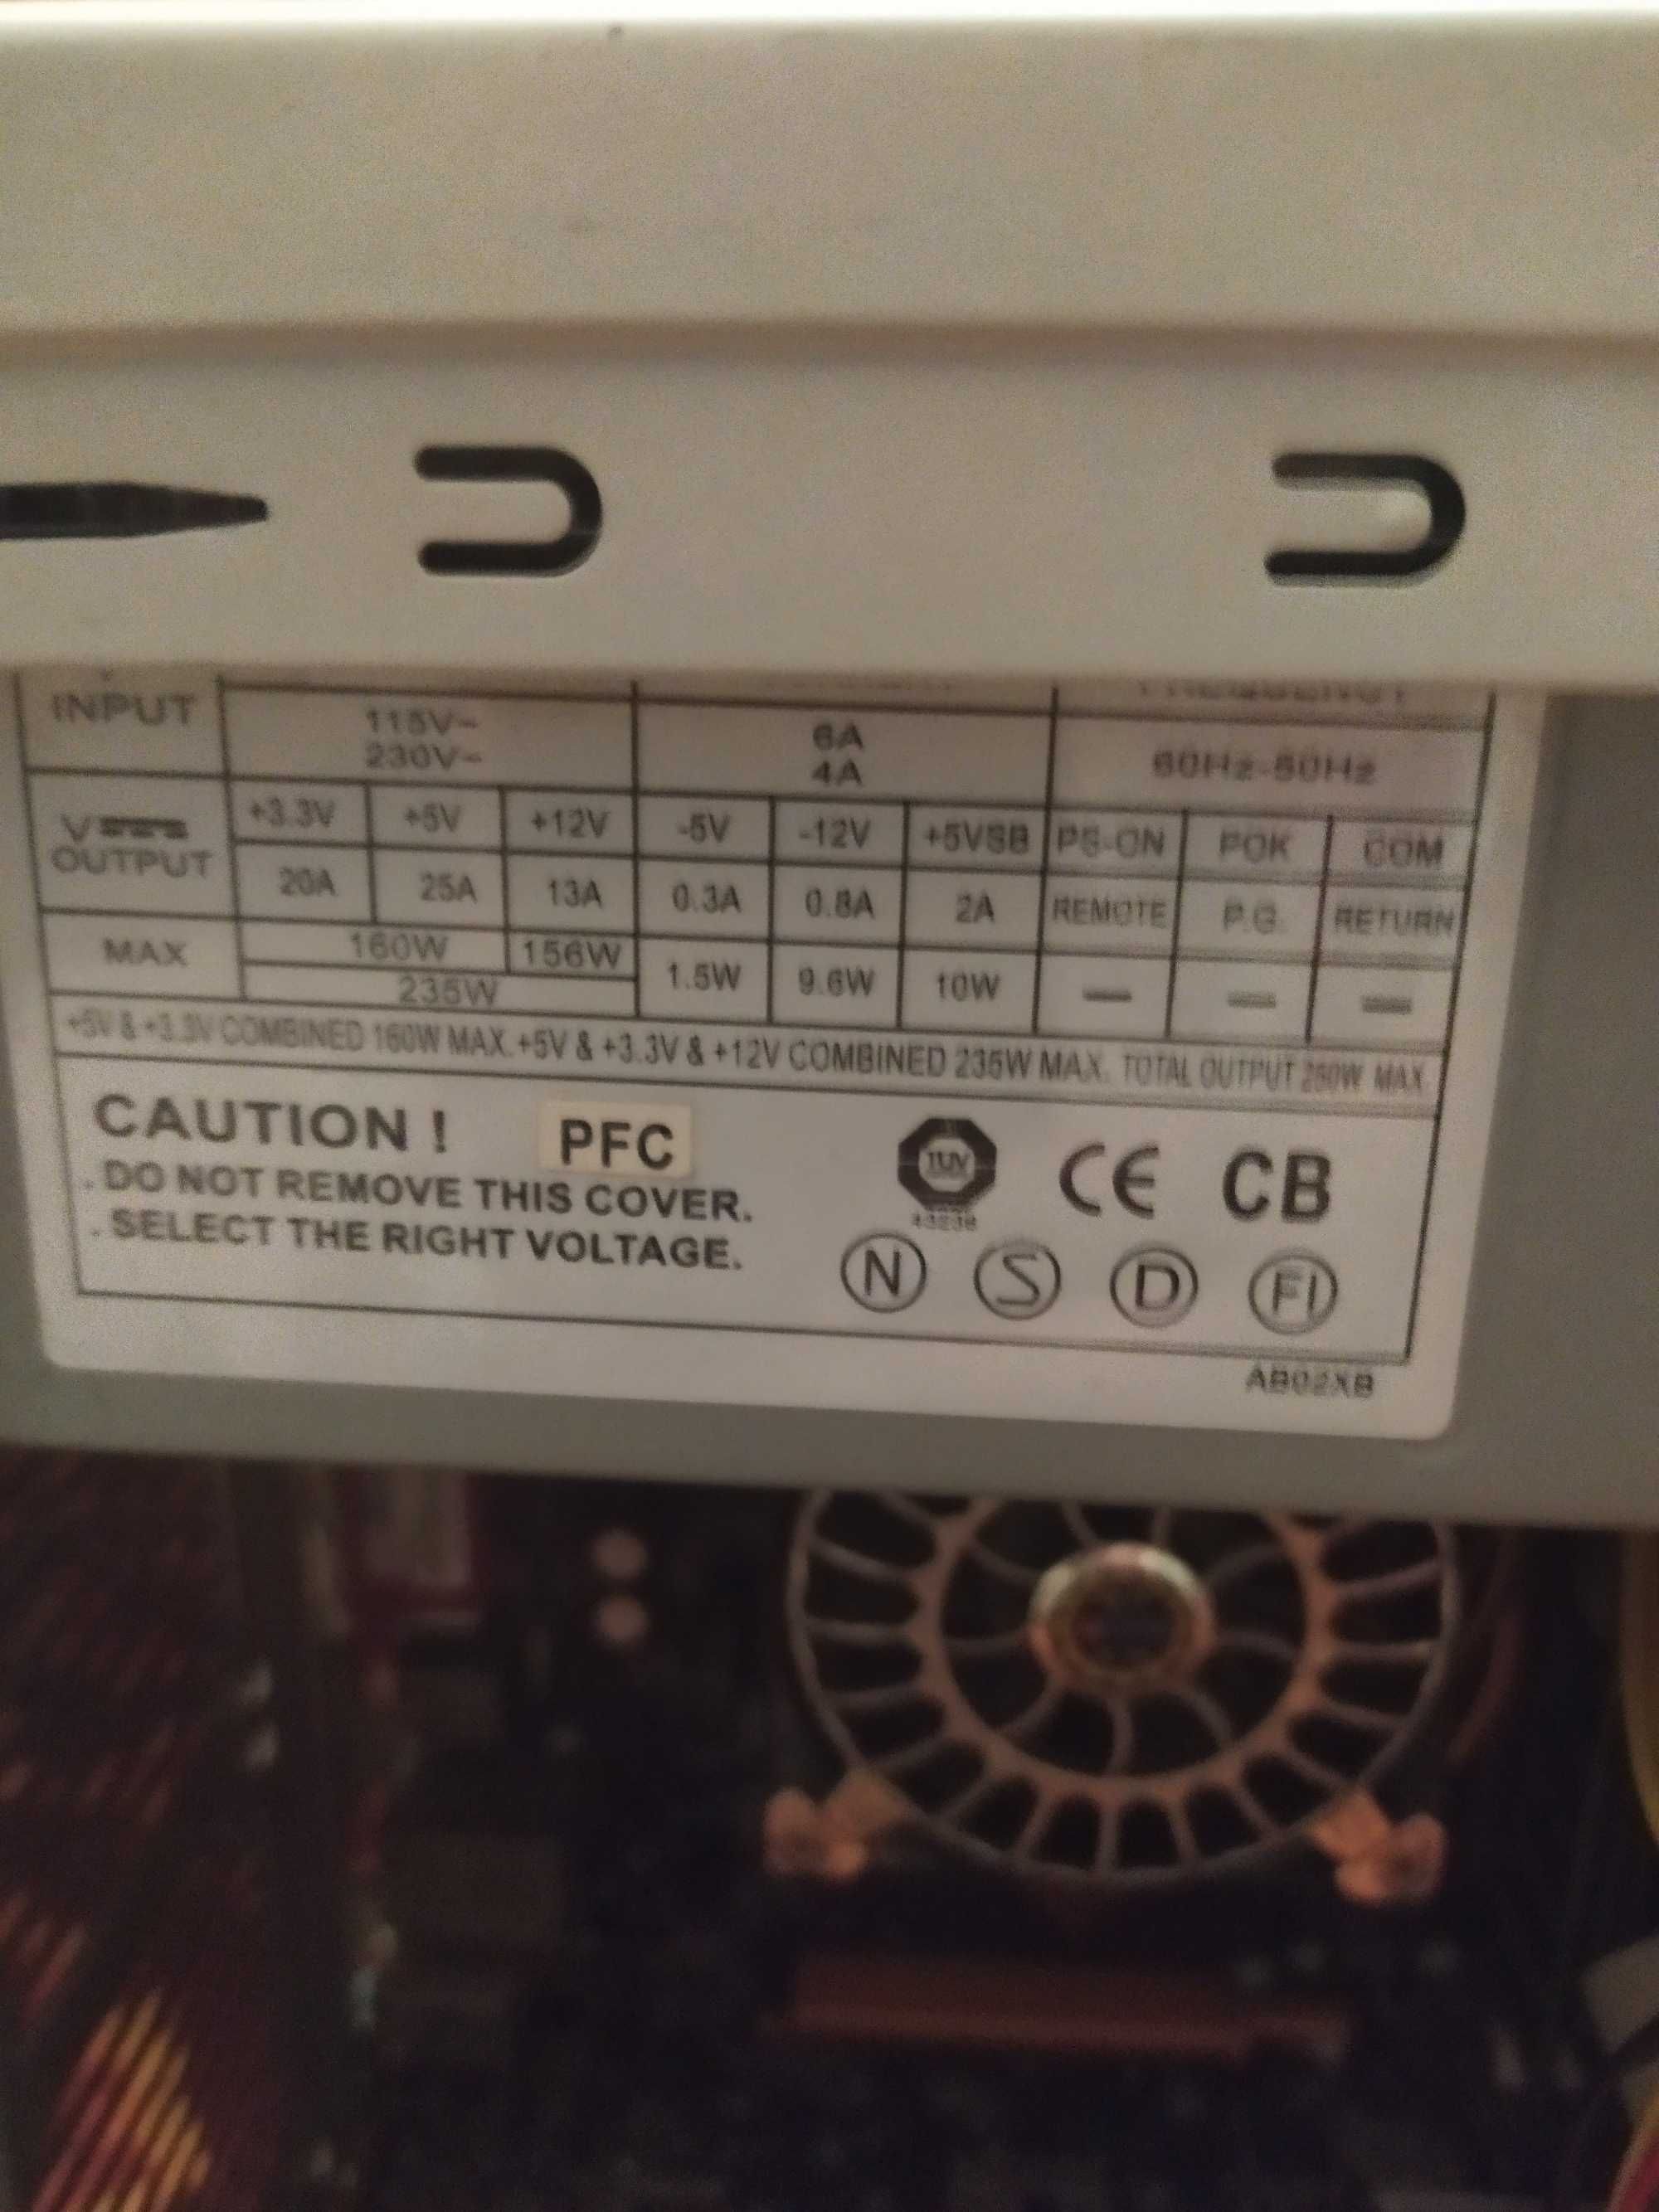 INPUT 115V~ 6A 60Hz-50Hz
230V~ 4A
V OUTPUT +3.3V +5V +12V -5V -12V +5VSB PS-ON POK COM
20A 25A 13A 0.3A 0.8A 2A REMOTE P.G. RETURN
MAX 160W 156W 1.5W 9.6W 10W — — —
235W
+5V & +3.3V COMBINED 160W MAX.+5V & +3.3V & +12V COMBINED 235W MAX. TOTAL OUTPUT 250W MAX.
CAUTION ! PFC
. DO NOT REMOVE THIS COVER.
. SELECT THE RIGHT VOLTAGE.
TUV CE CB
N S D FI
AB02XB